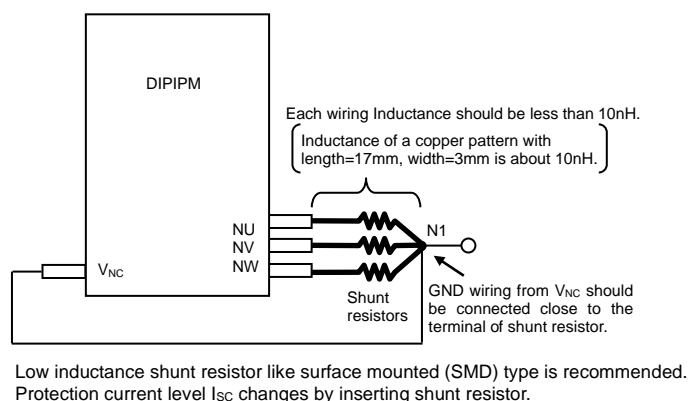 DIPIPM
Each wiring Inductance should be less than 10nH.
Inductance of a copper pattern with
length=17mm, width=3mm is about 10nH.
NU
NV
NW
N1
VNC
Shunt
resistors
GND wiring from VNC should
be connected close to the
terminal of shunt resistor.
Low inductance shunt resistor like surface mounted (SMD) type is recommended.
Protection current level ISC changes by inserting shunt resistor.